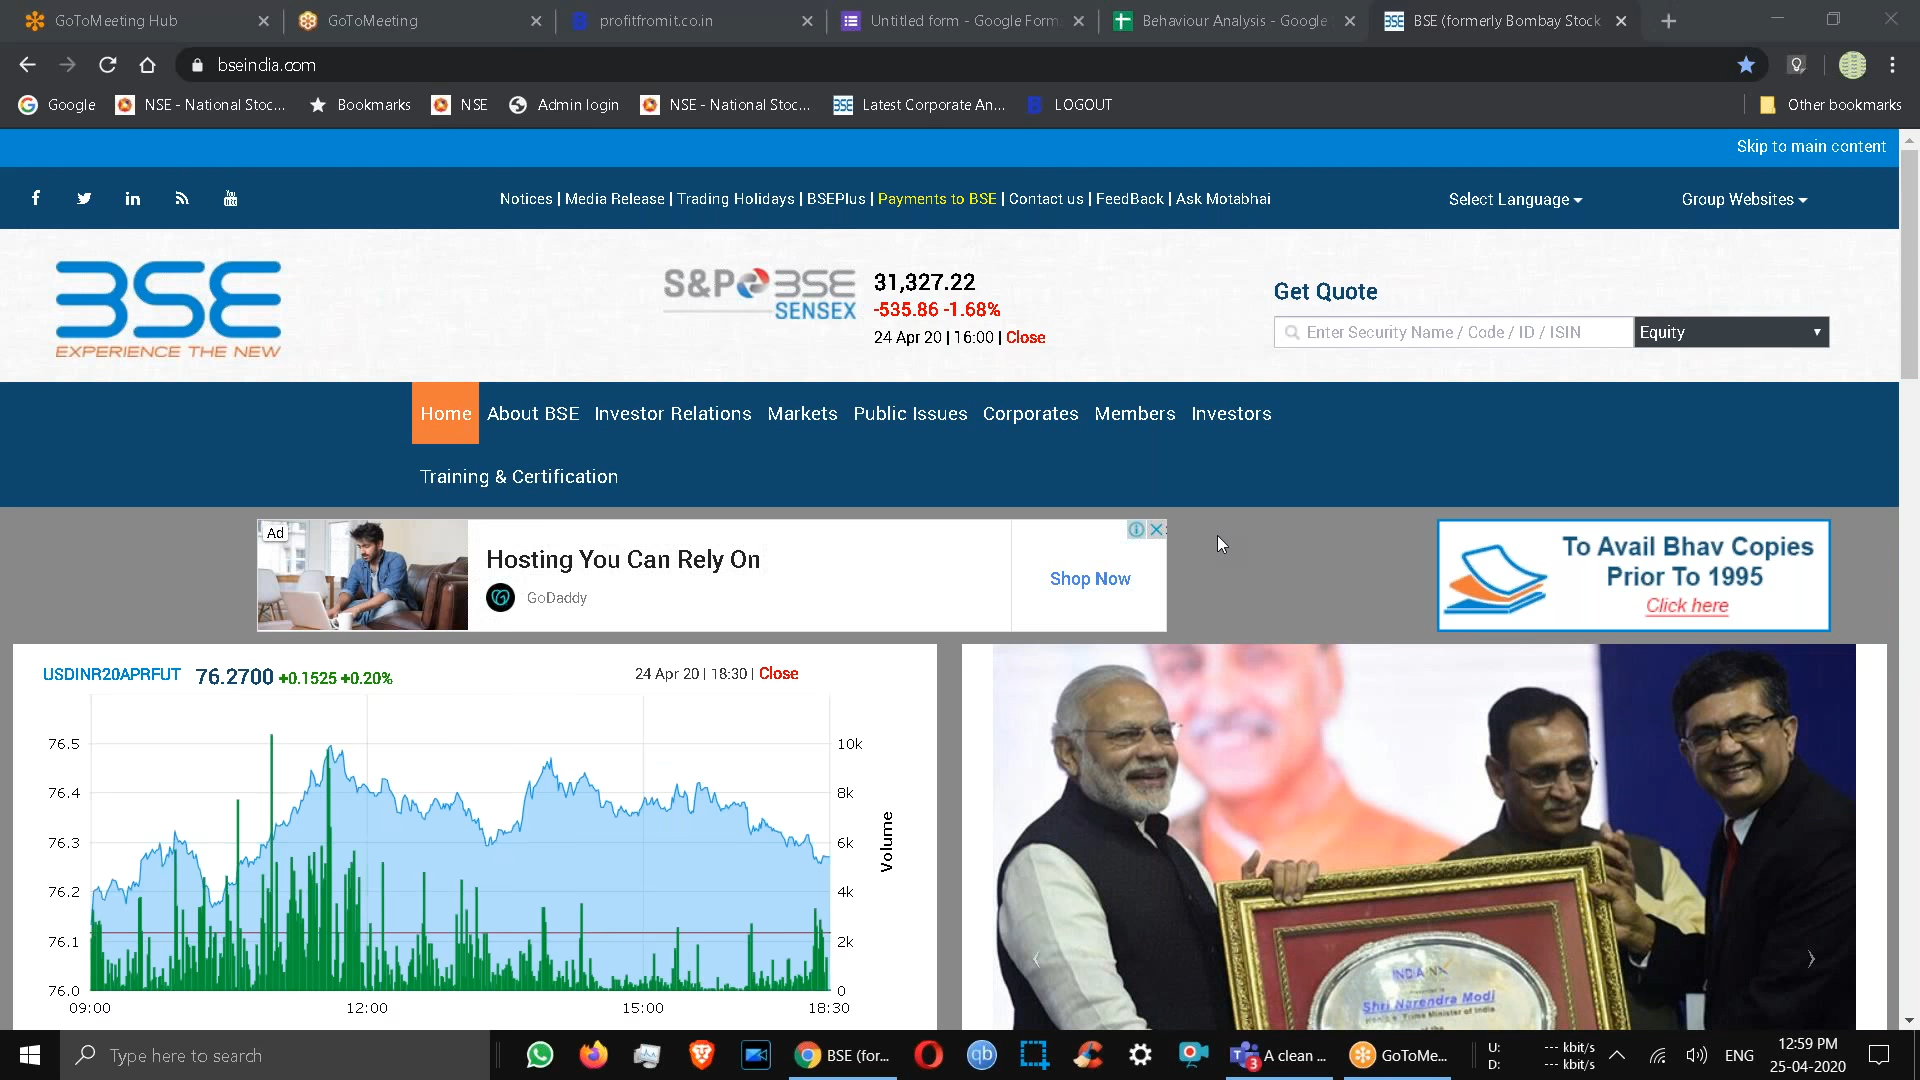 GoToMeeting Hub
GoToMeeting
profitfromit.co.in
Untitled form - Google Form
Behaviour Analysis - Google
BSE (formerly Bombay Stock
bseindia.com
Google
NSE - National Stoc...
Bookmarks
NSE
Admin login
NSE - National Stoc...
Latest Corporate An...
LOGOUT
Other bookmarks
Skip to main content
Notices | Media Release | Trading Holidays | BSEPlus | Payments to BSE | Contact us | FeedBack | Ask Motabhai
Select Language
Group Websites
BSE
EXPERIENCE THE NEW
S&P BSE
SENSEX
31,327.22
-535.86 -1.68%
24 Apr 20 | 16:00 | Close
Get Quote
Enter Security Name / Code / ID / ISIN
Equity
Home
About BSE
Investor Relations
Markets
Public Issues
Corporates
Members
Investors
Training & Certification
Ad
Hosting You Can Rely On
GoDaddy
Shop Now
To Avail Bhav Copies
Prior To 1995
Click here
USDINR20APRFUT 76.2700 +0.1525 +0.20%
24 Apr 20 | 18:30 | Close
76.5
76.4
76.3
76.2
76.1
76.0
10k
8k
6k
4k
2k
0
Volume
09:00
12:00
15:00
18:30
INDIA INX
Shri Narendra Modi
Type here to search
BSE (for...
A clean ...
GoToMe...
U:
D:
--- kbit/s
--- kbit/s
ENG
12:59 PM
25-04-2020